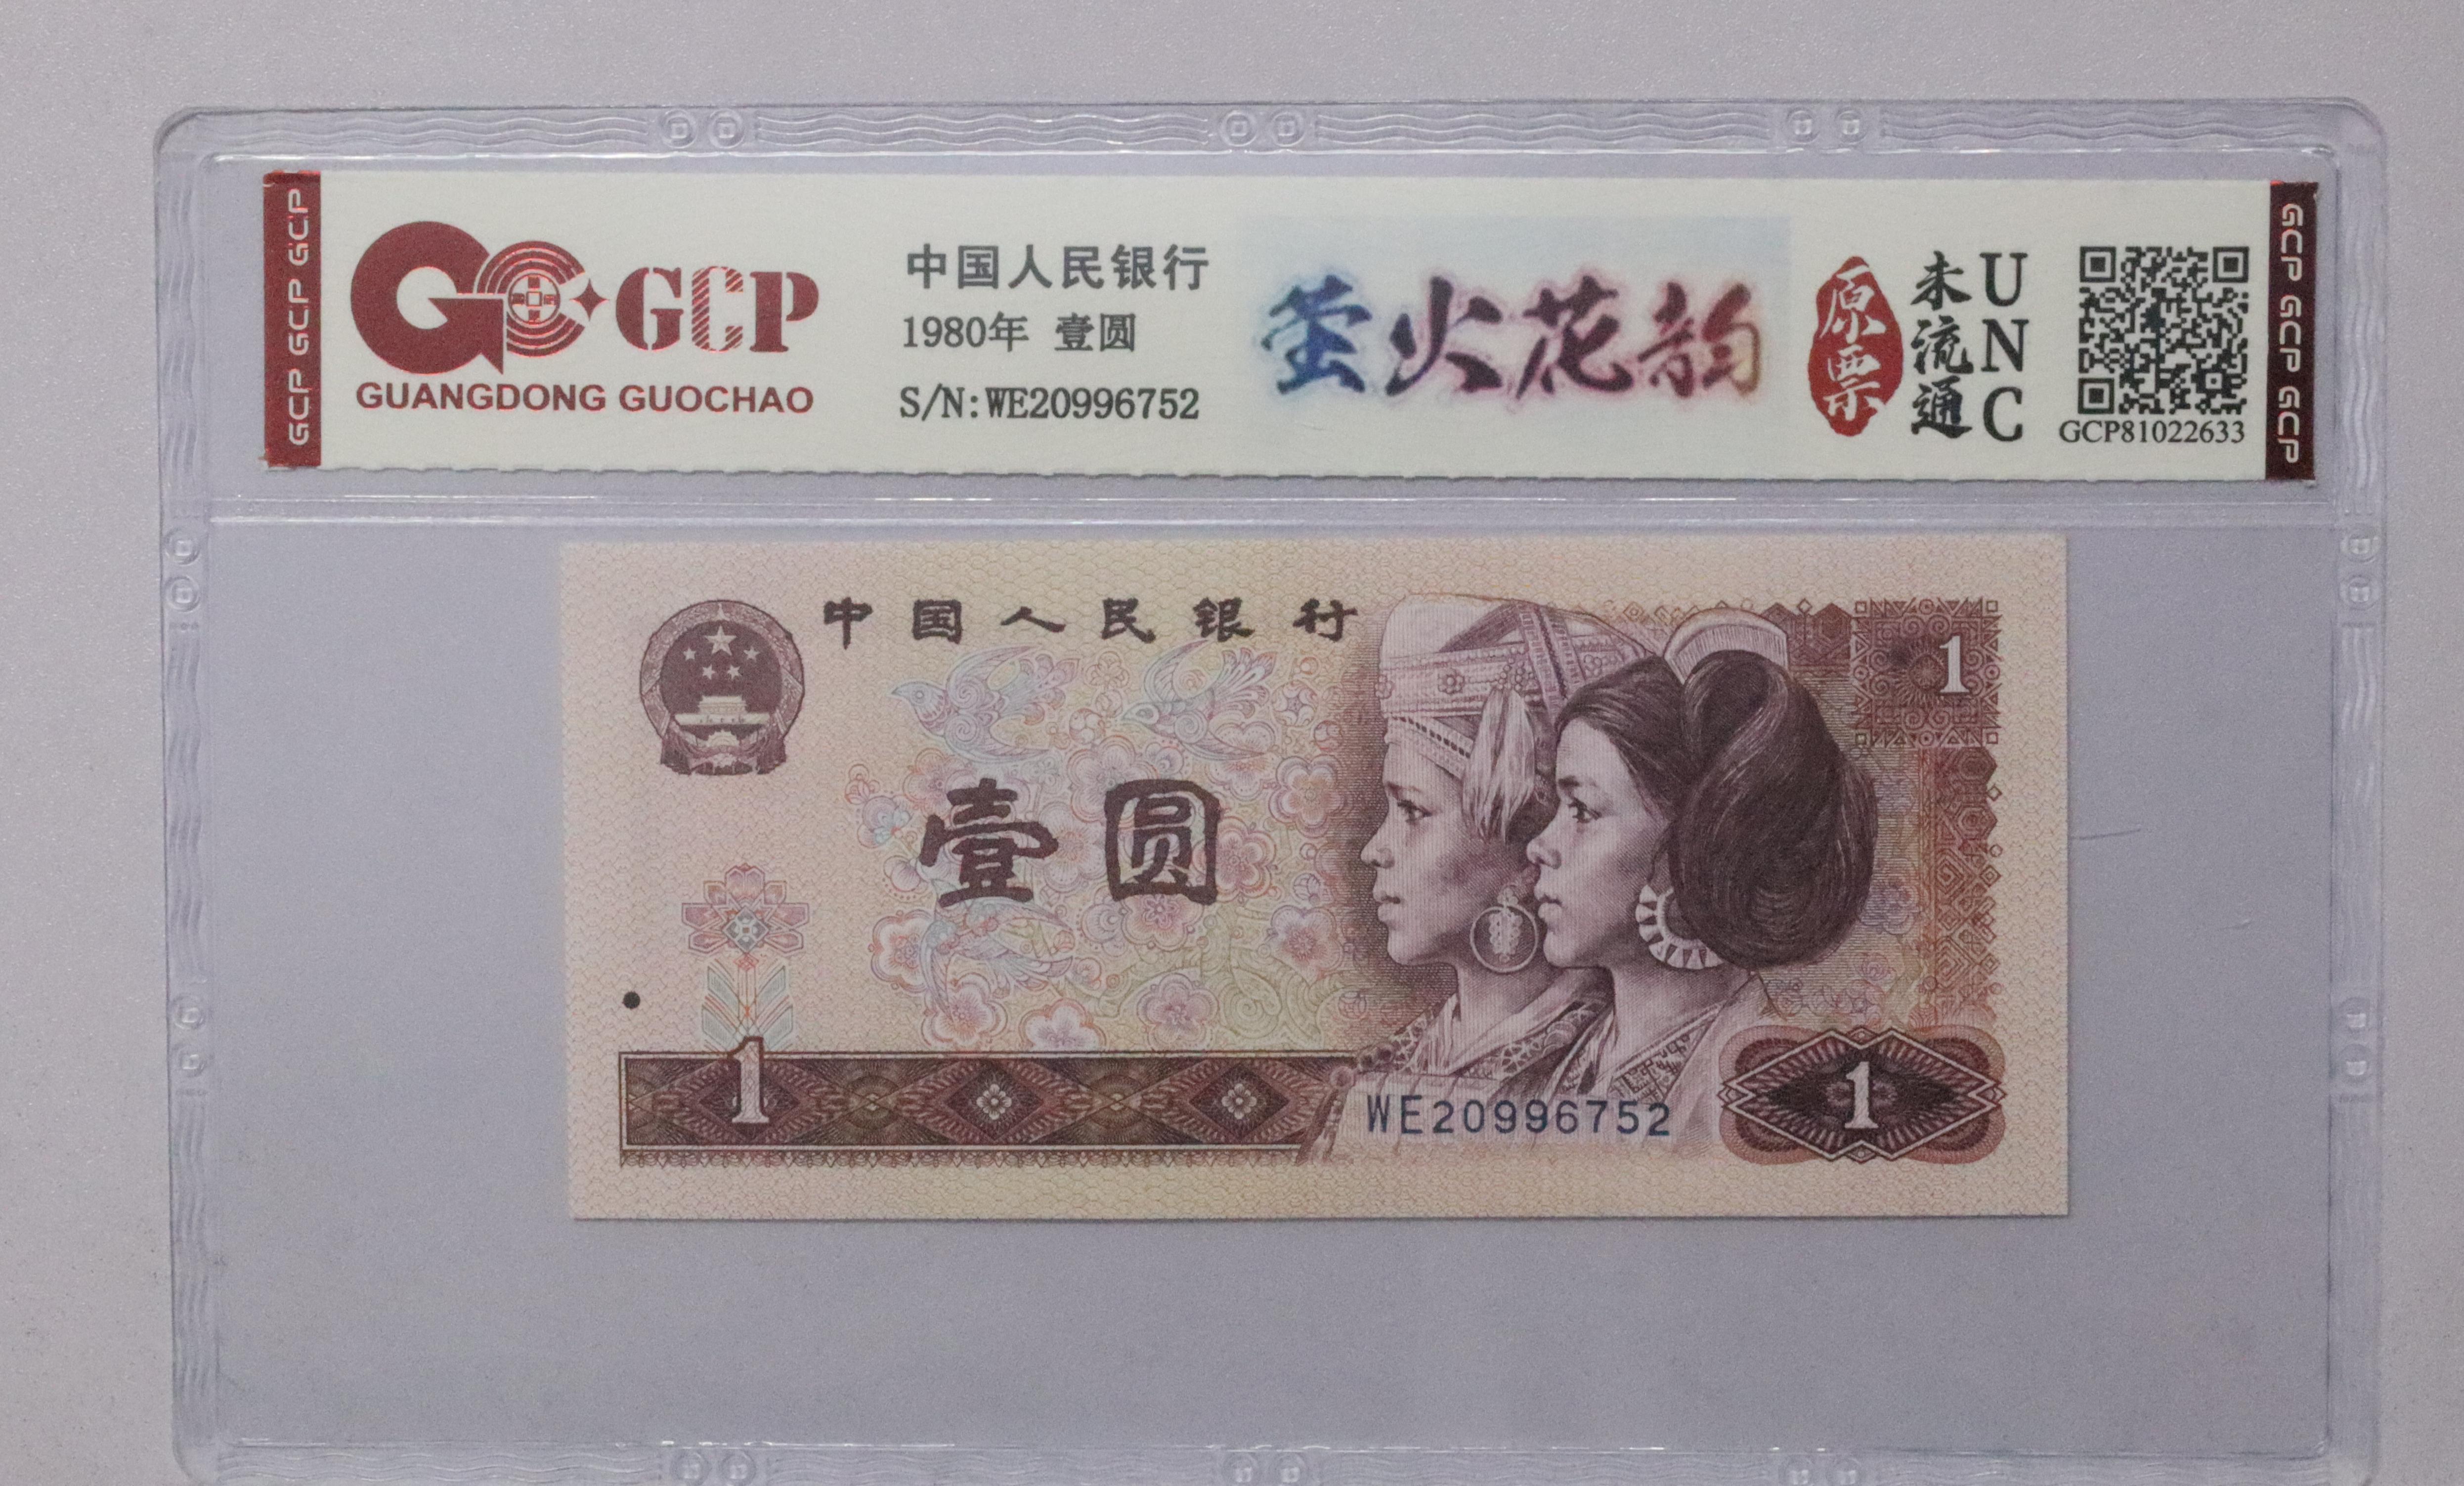 GCP GCP GCP
GCP
GUANGDONG GUOCHAO
中国人民银行
1980年 壹圆
S/N:WE20996752
萤火花韵
原票
未流通
UNC
GCP81022633
GCP GCP GCP
中国人民银行
1
壹圆
1
WE20996752
1